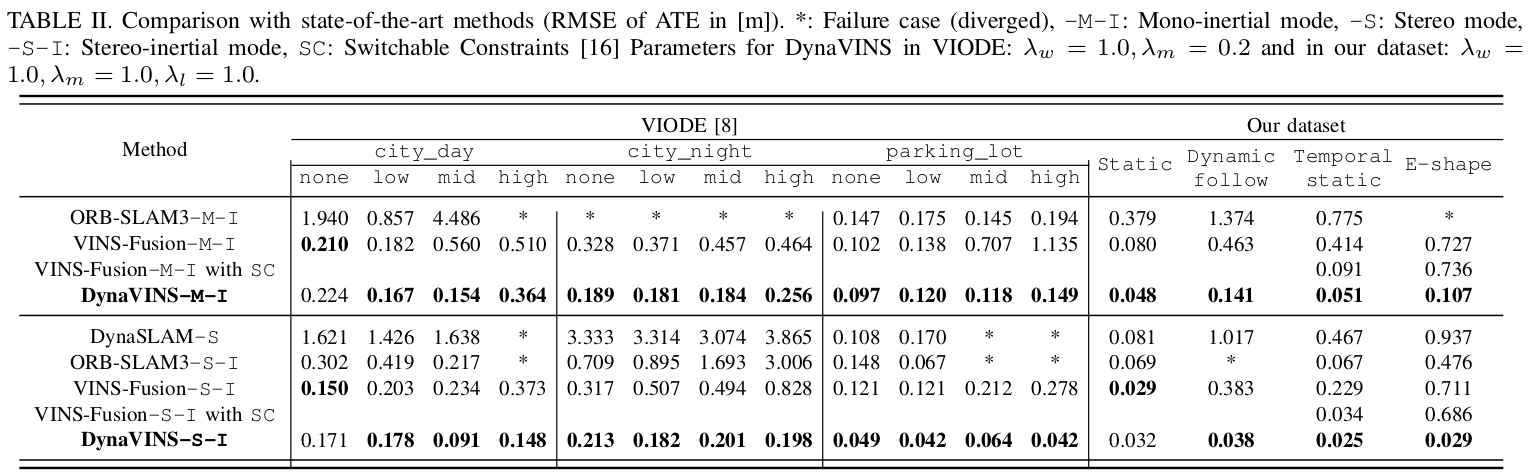 TABLE II. Comparison with state-of-the-art methods (RMSE of ATE in [m]). *: Failure case (diverged), –M–I: Mono-inertial mode, –S: Stereo mode,
–S–I: Stereo-inertial mode, SC: Switchable Constraints [16] Parameters for DynaVINS in VIODE: λw = 1.0, λm = 0.2 and in our dataset: λw =
1.0, λm = 1.0, λl = 1.0.
Method VIODE [8] Our dataset
city_day city_night parking_lot Static Dynamic follow Temporal static E-shape
none low mid high none low mid high none low mid high
ORB-SLAM3–M–I 1.940 0.857 4.486 * * * * * 0.147 0.175 0.145 0.194 0.379 1.374 0.775 *
VINS-Fusion–M–I 0.210 0.182 0.560 0.510 0.328 0.371 0.457 0.464 0.102 0.138 0.707 1.135 0.080 0.463 0.414 0.727
VINS-Fusion–M–I with SC 0.091 0.736
DynaVINS–M–I 0.224 0.167 0.154 0.364 0.189 0.181 0.184 0.256 0.097 0.120 0.118 0.149 0.048 0.141 0.051 0.107
DynaSLAM–S 1.621 1.426 1.638 * 3.333 3.314 3.074 3.865 0.108 0.170 * * 0.081 1.017 0.467 0.937
ORB-SLAM3–S–I 0.302 0.419 0.217 * 0.709 0.895 1.693 3.006 0.148 0.067 * * 0.069 * 0.067 0.476
VINS-Fusion–S–I 0.150 0.203 0.234 0.373 0.317 0.507 0.494 0.828 0.121 0.121 0.212 0.278 0.029 0.383 0.229 0.711
VINS-Fusion–S–I with SC 0.034 0.686
DynaVINS–S–I 0.171 0.178 0.091 0.148 0.213 0.182 0.201 0.198 0.049 0.042 0.064 0.042 0.032 0.038 0.025 0.029